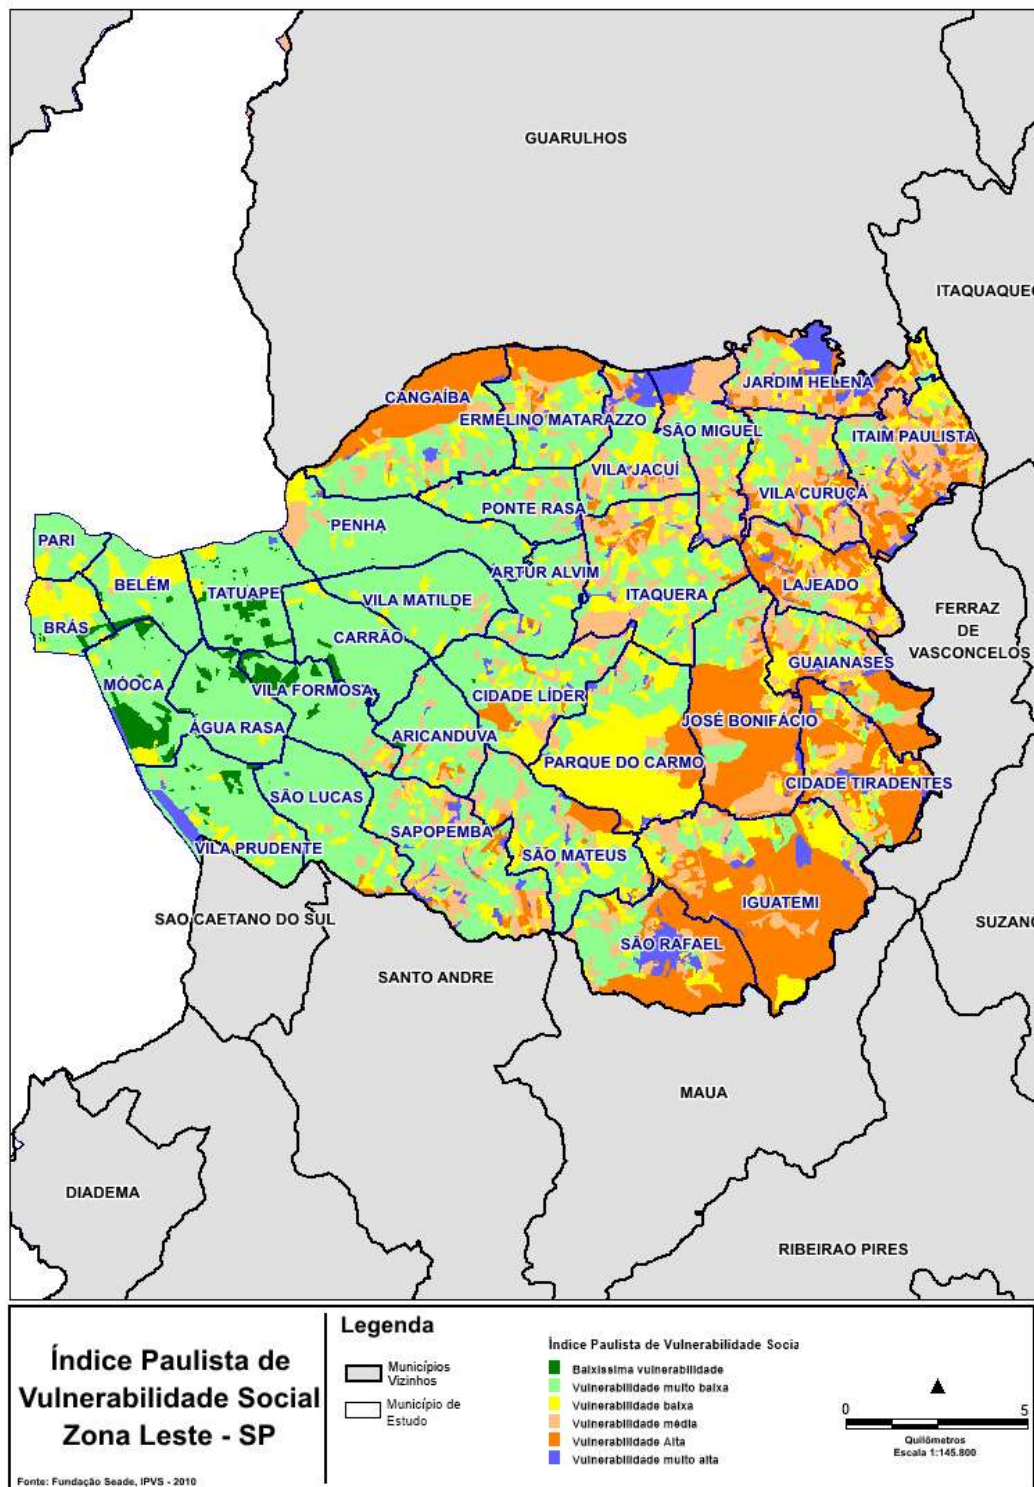 GUARULHOS
ITAQUAQUEC
JARDIM HELENA
CANGAÍBA
ERMELINO MATARAZZO
SÃO MIGUEL
ITAIM PAULISTA
VILA JACUÍ
VILA CURUÇÁ
PONTE RASA
PENHA
PARI
BELÉM
TATUAPE
ARTUR ALVIM
VILA MATILDE
ITAQUERA
LAJEADO
FERRAZ
DE
VASCONCELOS
BRÁS
CARRÃO
GUAIANASES
MOOCA
VILA FORMOSA
CIDADE LÍDER
ÁGUA RASA
ARICANDUVA
JOSÉ BONIFÁCIO
PARQUE DO CARMO
CIDADE TIRADENTES
SÃO LUCAS
SAPOPEMBA
VILA PRUDENTE
SÃO MATEUS
IGUATEMI
SAO CAETANO DO SUL
SUZANO
SÃO RAFAEL
SANTO ANDRE
MAUA
DIADEMA
RIBEIRAO PIRES
Índice Paulista de
Vulnerabilidade Social
Zona Leste - SP
Fonte: Fundação Seade, IPVS - 2010
Legenda
Municípios
Vizinhos
Município de
Estudo
Índice Paulista de Vulnerabilidade Socia
Baixissima vulnerabilidade
Vulnerabilidade muito baixa
Vulnerabilidade baixa
Vulnerabilidade média
Vulnerabilidade Alta
Vulnerabilidade muito alta
0 5
Quilômetros
Escala 1:145.800